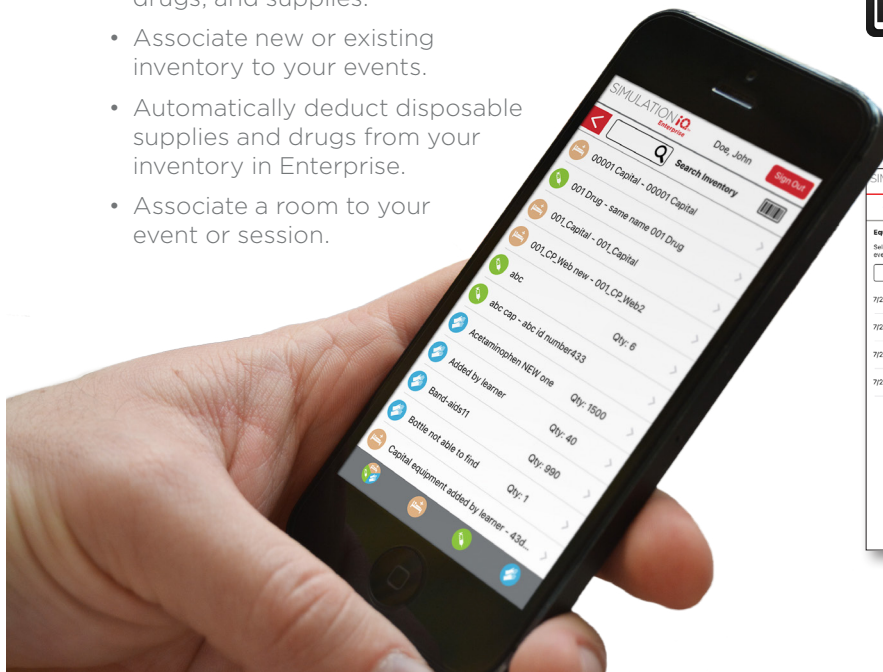 drugs, and supplies.
• Associate new or existing
inventory to your events.
• Automatically deduct disposable
supplies and drugs from your
inventory in Enterprise.
• Associate a room to your
event or session.
SIMULATIONiQ
Enterprise
Doe, John
Sign Out
Search Inventory
00001 Capital - 00001 Capital
001 Drug - same name 001 Drug
001_Capital - 001_Capital
001_CP_Web new - 001_CP_Web2
abc
Qty: 6
abc cap - abc id number433
Acetaminophen NEW one
Qty: 1500
Added by learner
Qty: 40
Band-aids11
Qty: 990
Bottle not able to find
Qty: 1
Capital equipment added by learner - 43d...